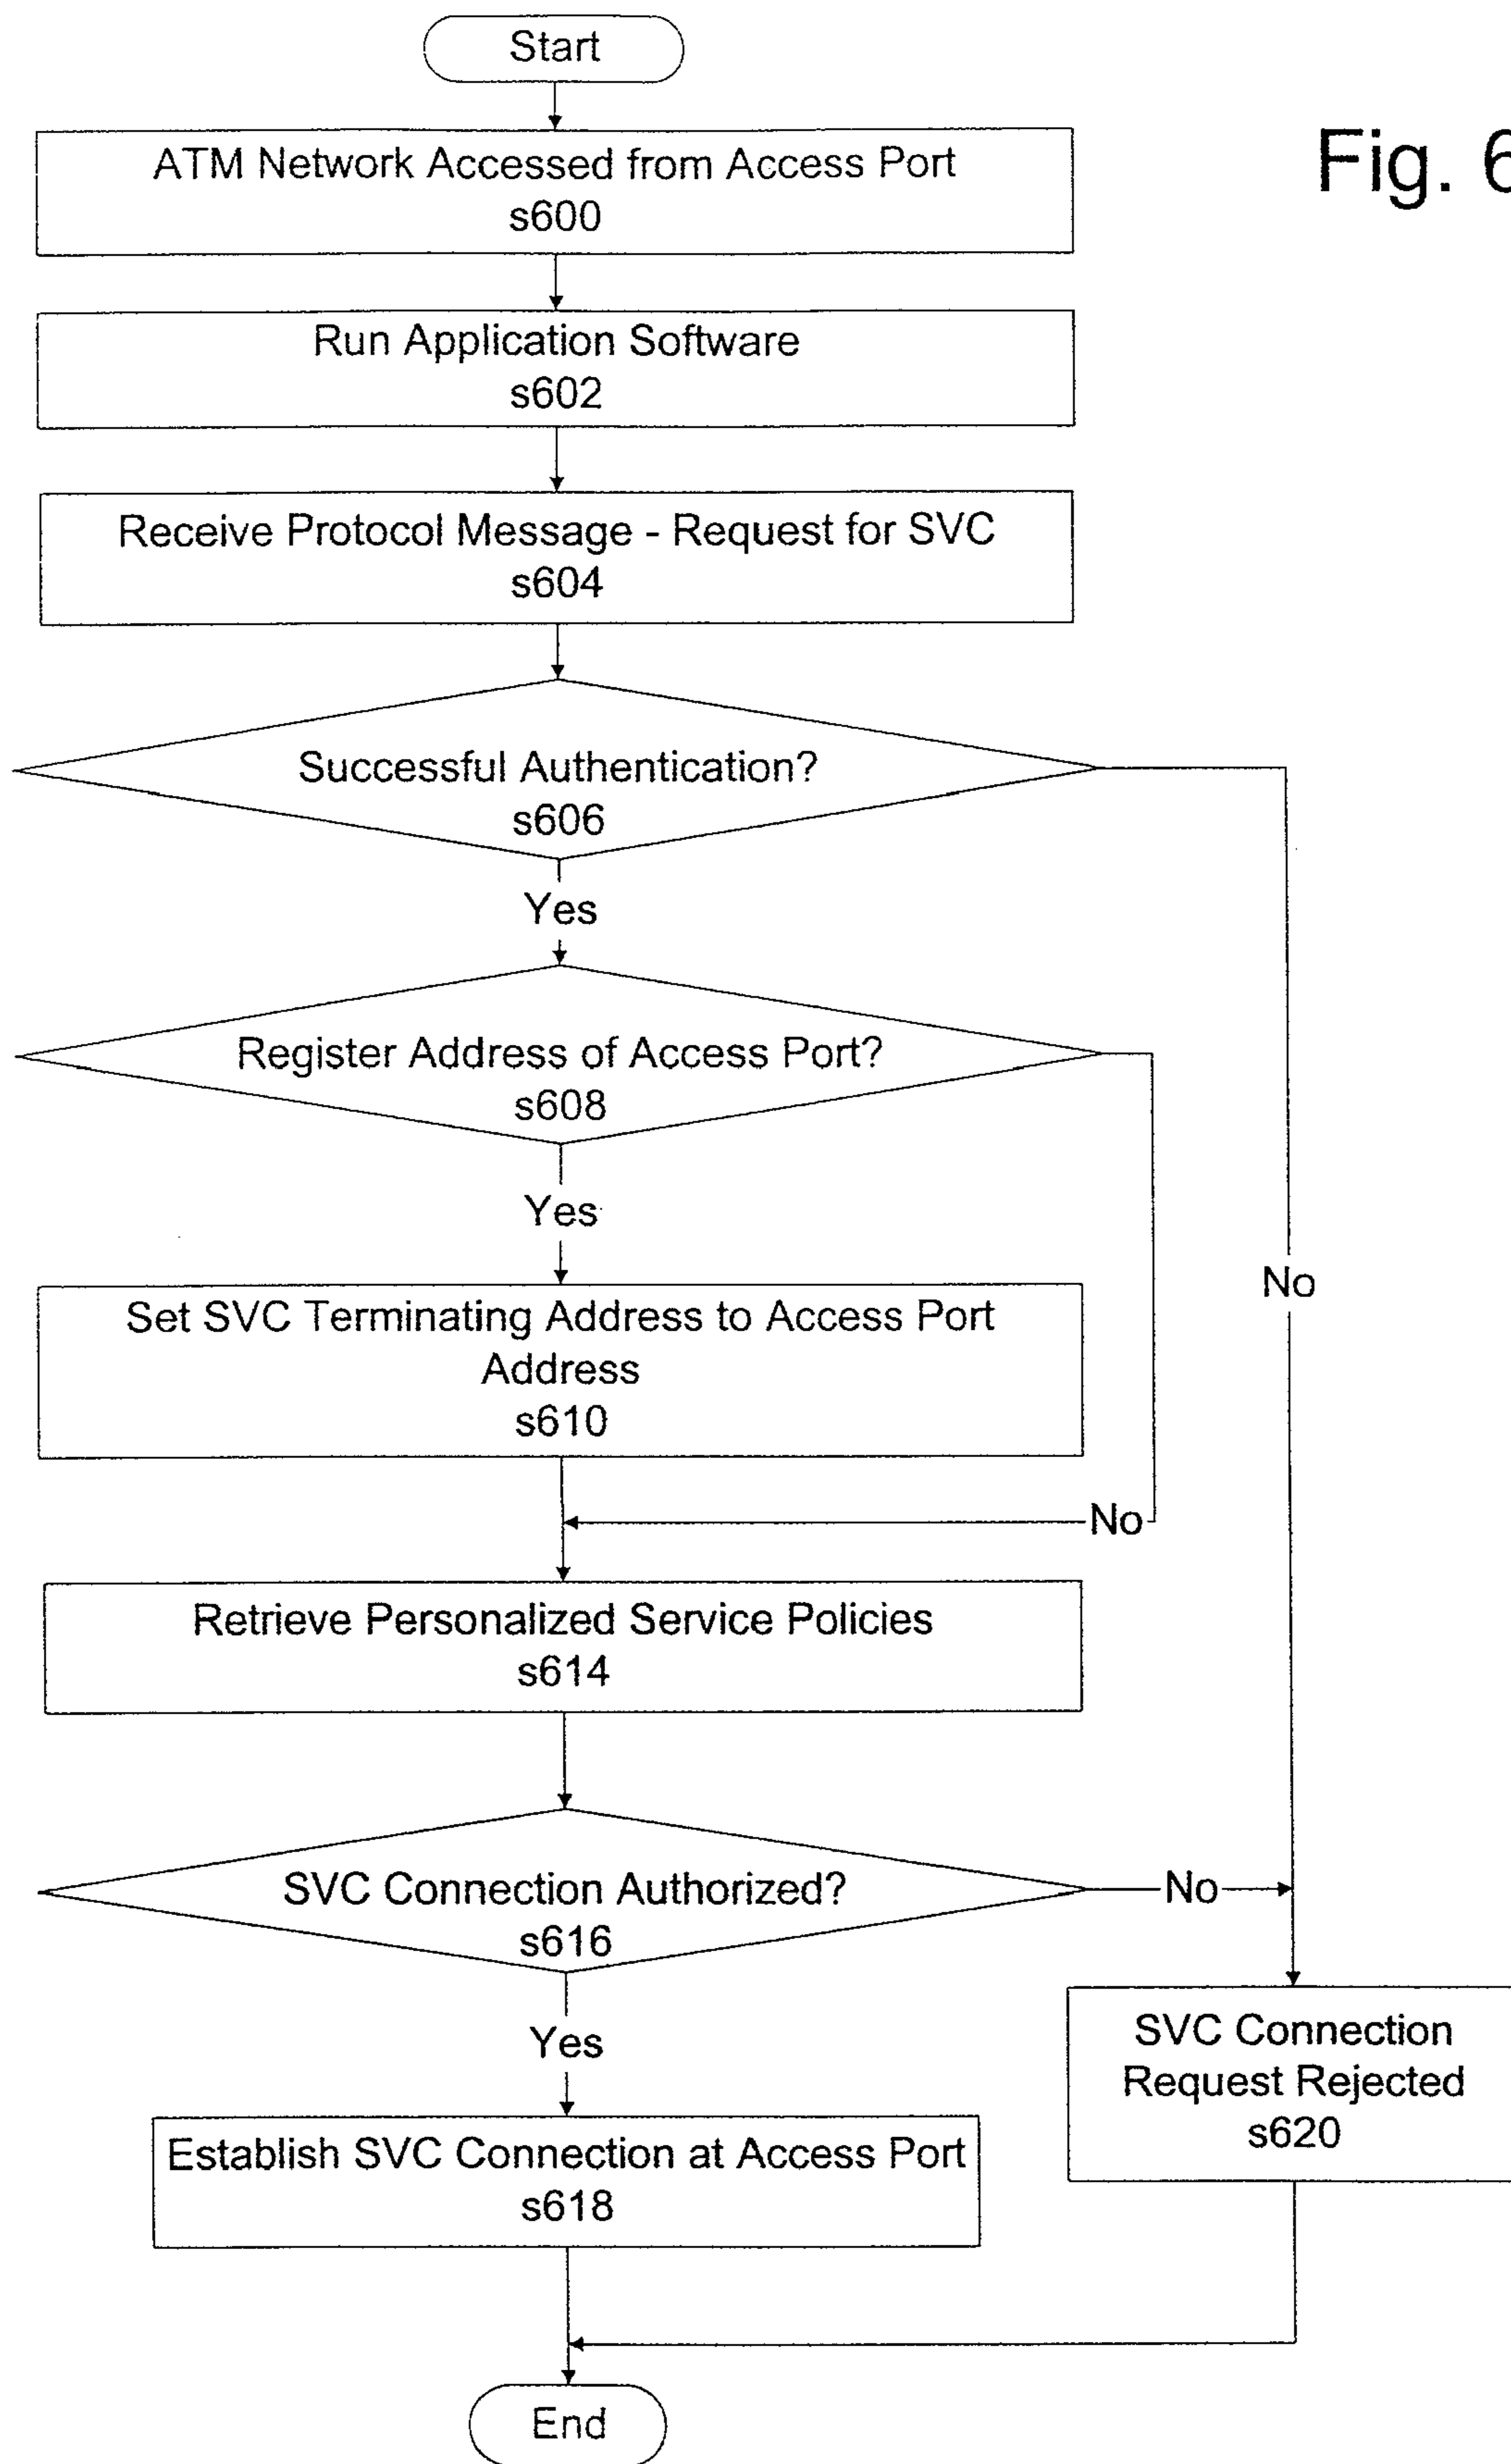 Start
Fig. 6
ATM Network Accessed from Access Port
s600
Run Application Software
s602
Receive Protocol Message - Request for SVC
s604
Successful Authentication?
s606
Yes
Register Address of Access Port?
s608
Yes
No
Set SVC Terminating Address to Access Port
Address
s610
No
Retrieve Personalized Service Policies
s614
SVC Connection Authorized?
s616
No
Yes
SVC Connection
Request Rejected
s620
Establish SVC Connection at Access Port
s618
End